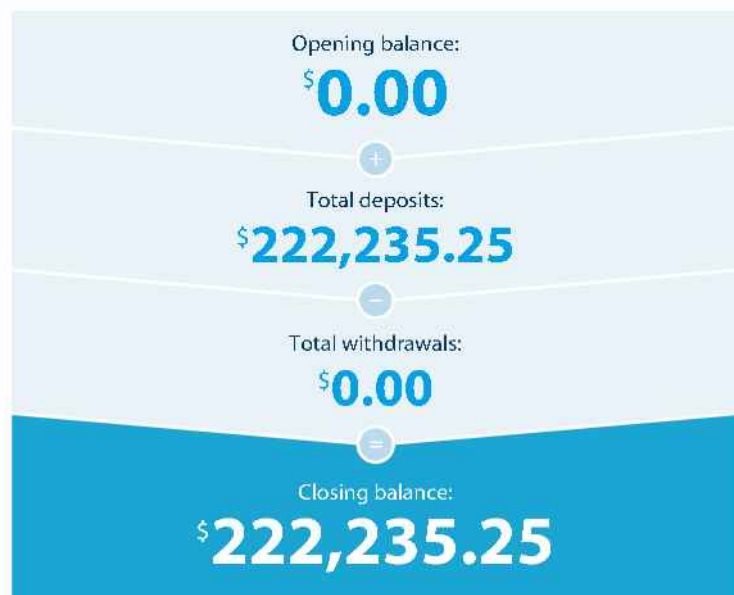 Opening balance:
$0.00
+
Total deposits:
$222,235.25
−
Total withdrawals:
$0.00
=
Closing balance:
$222,235.25